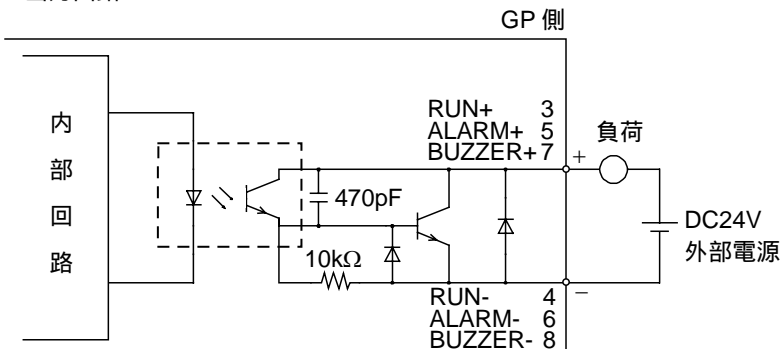 GP 側
内部回路
RUN+ 3
ALARM+ 5
BUZZER+ 7
+
負荷
470pF
10kΩ
DC24V
外部電源
RUN- 4
−
ALARM- 6
BUZZER- 8